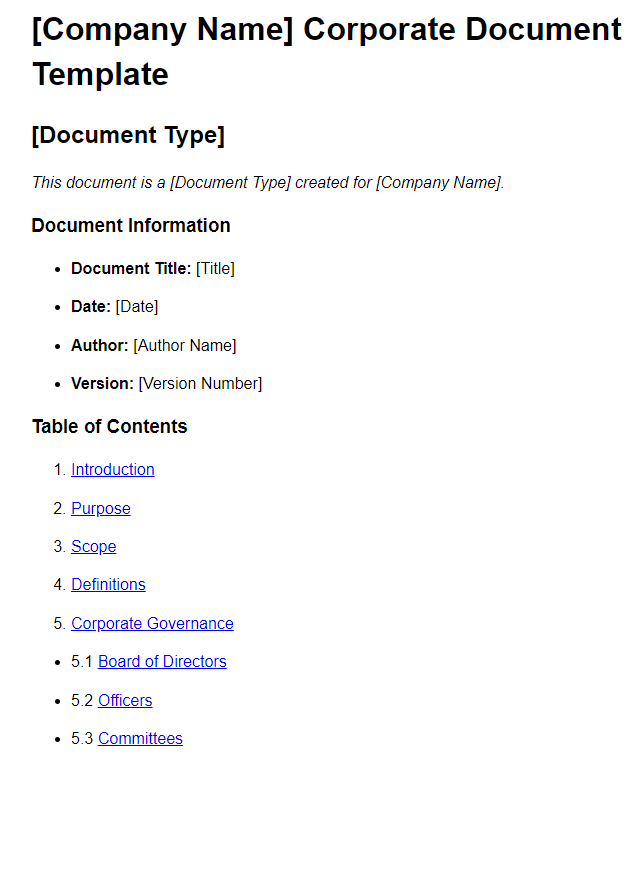 [Company Name] Corporate Document
Template
[Document Type]
This document is a [Document Type] created for [Company Name].
Document Information
• Document Title: [Title]
• Date: [Date]
• Author: [Author Name]
• Version: [Version Number]
Table of Contents
1. Introduction
2. Purpose
3. Scope
4. Definitions
5. Corporate Governance
• 5.1 Board of Directors
• 5.2 Officers
• 5.3 Committees